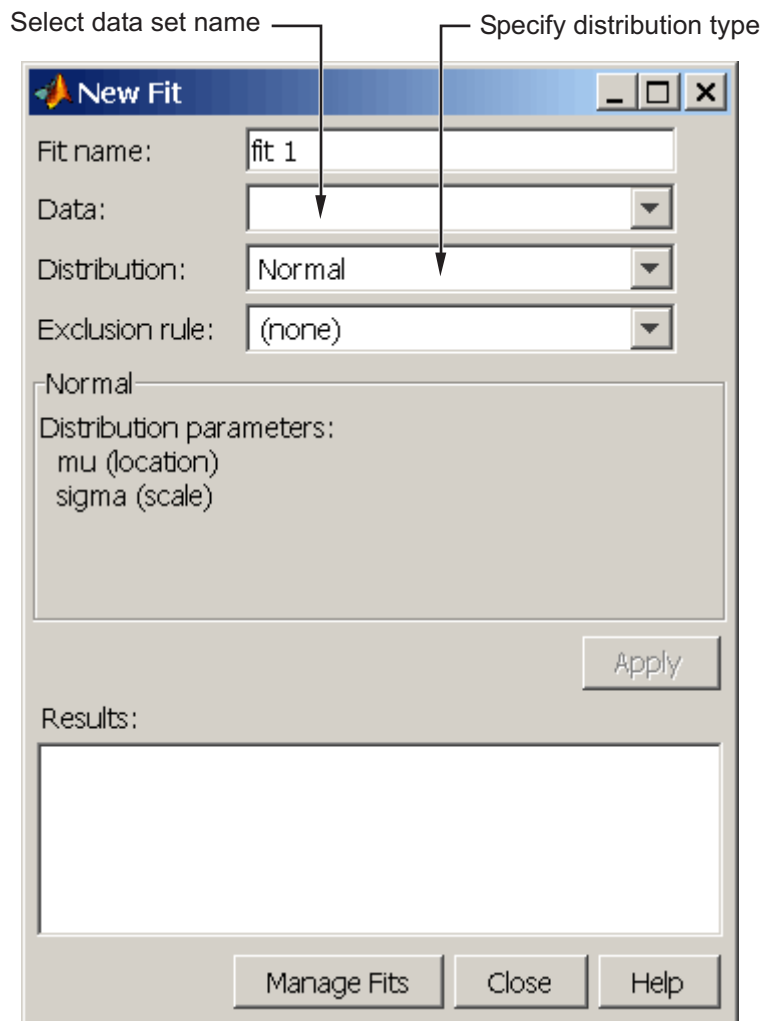 Select data set name
Specify distribution type
New Fit
Fit name: fit 1
Data:
Distribution: Normal
Exclusion rule: (none)
Normal
Distribution parameters:
mu (location)
sigma (scale)
Apply
Results:
Manage Fits Close Help